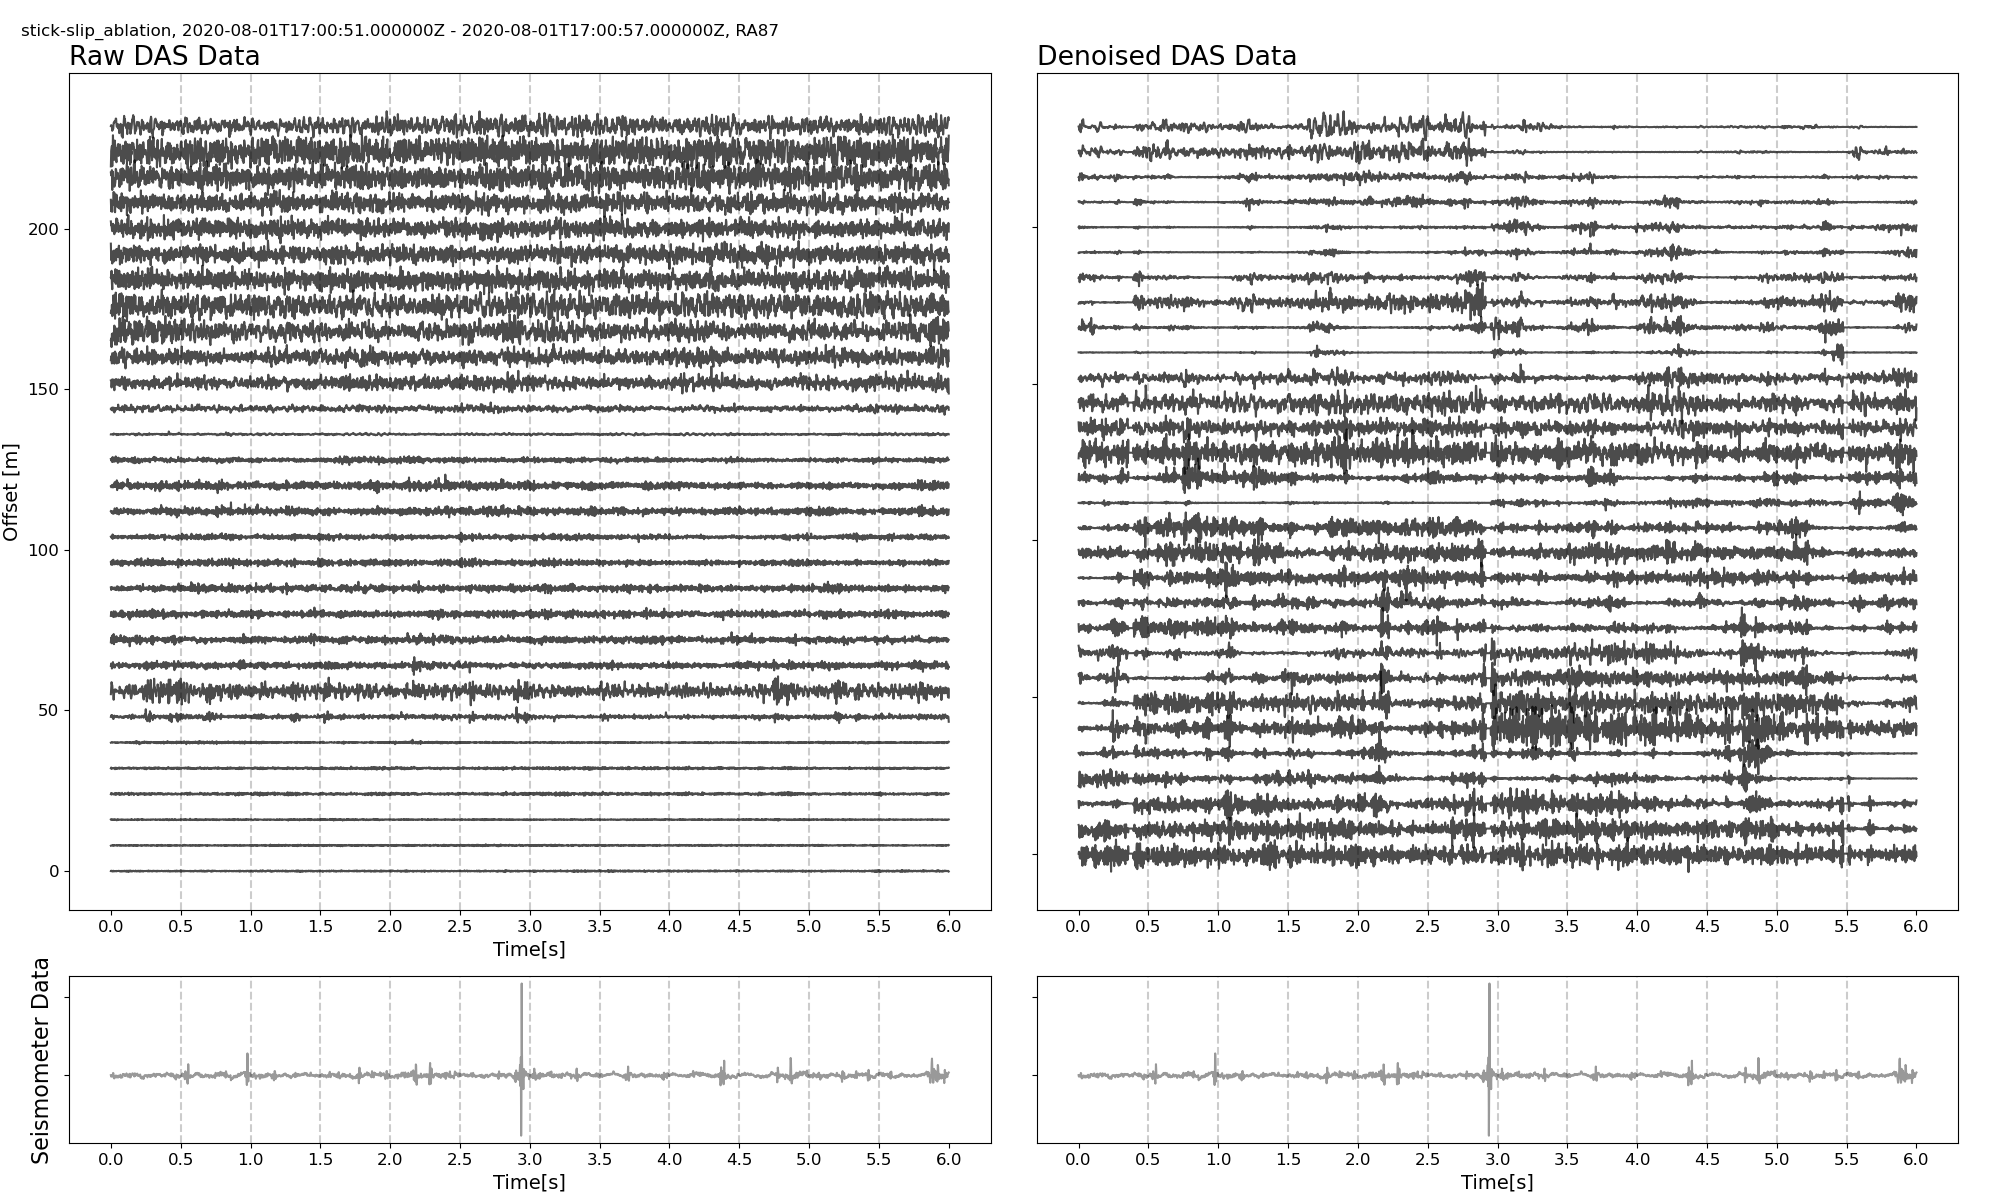 stick-slip_ablation, 2020-08-01T17:00:51.000000Z - 2020-08-01T17:00:57.000000Z, RA87
Raw DAS Data
Denoised DAS Data
Offset [m]
200
150
100
50
0
0.0 0.5 1.0 1.5 2.0 2.5 3.0 3.5 4.0 4.5 5.0 5.5 6.0
Time[s]
0.0 0.5 1.0 1.5 2.0 2.5 3.0 3.5 4.0 4.5 5.0 5.5 6.0
Seismometer Data
0.0 0.5 1.0 1.5 2.0 2.5 3.0 3.5 4.0 4.5 5.0 5.5 6.0
Time[s]
0.0 0.5 1.0 1.5 2.0 2.5 3.0 3.5 4.0 4.5 5.0 5.5 6.0
Time[s]